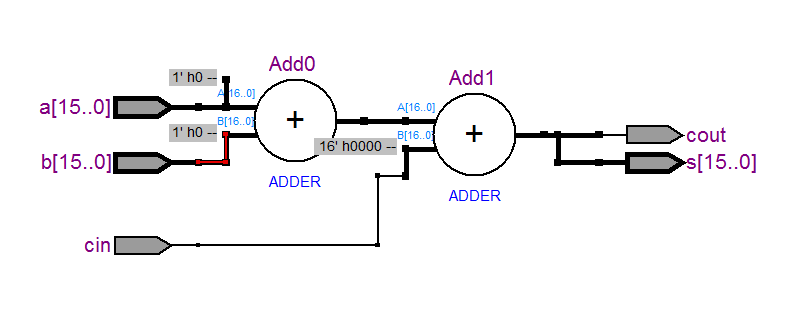 Add0
Add1
1' h0 --
A[16..0]
a[15..0]
A[16..0]
B[16..0]
1' h0 --
+
+
B[16..0]
cout
16' h0000 --
b[15..0]
s[15..0]
ADDER
ADDER
cin